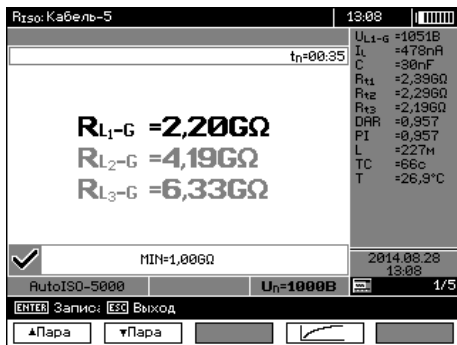 RISO: Кабель-5
13:08
tn=00:35
UL1-G =1051В
IL =478nA
C =30nF
Rt1 =2,39GΩ
Rt2 =2,29GΩ
Rt3 =2,19GΩ
DAR =0,957
PI =0,957
L =227м
TC =66с
T =26,9°C
RL1-G =2,20GΩ
RL2-G =4,19GΩ
RL3-G =6,33GΩ
MIN=1,00GΩ
2014.08.28
13:08
AutoISO-5000
Un=1000В
1/5
ENTER Запись ESC Выход
▲Пара
▼Пара